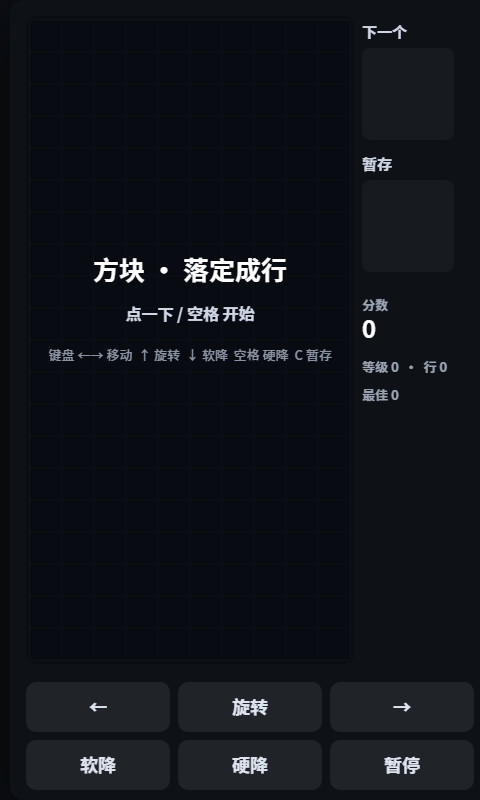 下一个
暂存
方块 · 落定成行
点一下 / 空格 开始
键盘 ←→ 移动 ↑ 旋转 ↓ 软降 空格 硬降 C 暂存
分数
0
等级 0 · 行 0
最佳 0
← 旋转 →
软降 硬降 暂停